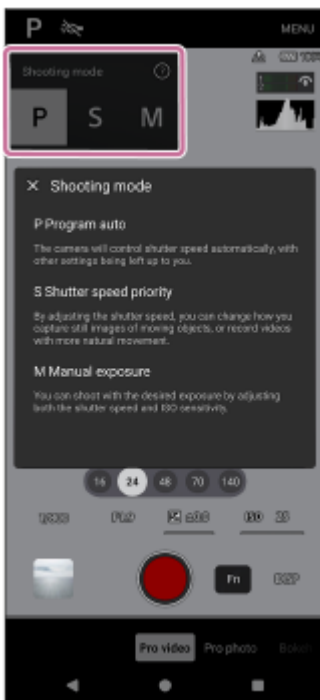 P MENU
Shooting mode ?
P S M
× Shooting mode
P Program auto
The camera will control shutter speed automatically, with
other settings being left up to you.
S Shutter speed priority
By adjusting the shutter speed, you can change how you
capture still images of moving objects, or record videos
with more natural movement.
M Manual exposure
You can shoot with the desired exposure by adjusting
both the shutter speed and ISO sensitivity.
16 24 48 70 140
Fn DISP
Pro video Pro photo Bokeh